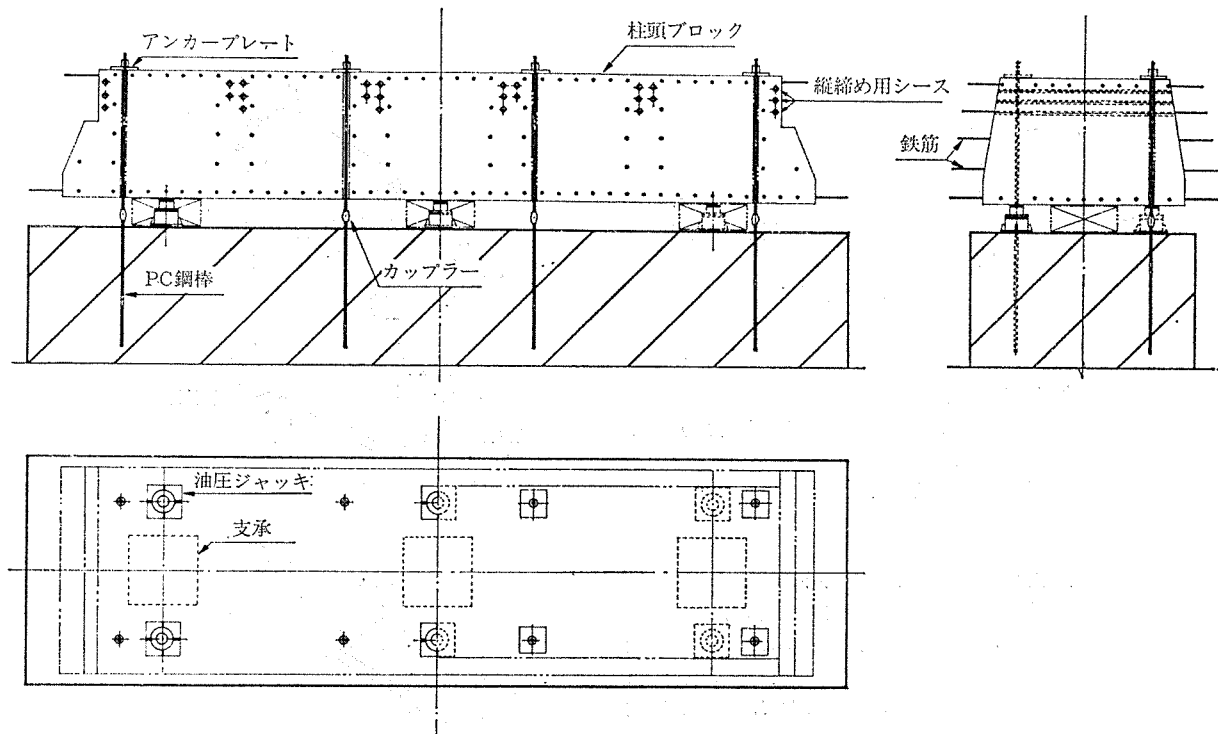 アンカープレート
柱頭ブロック
縦締め用シース
鉄筋
カップラー
PC鋼棒
油圧ジャッキ
支承